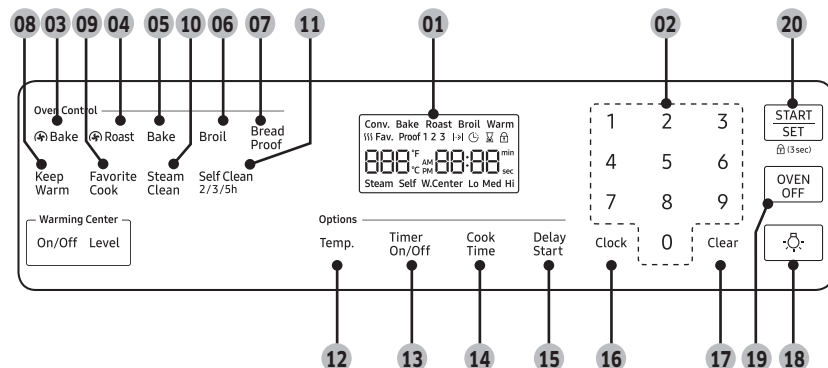 08 03 09 04 05 10 06 07 11 01 02 20
Oven Control
Bake Roast Bake Broil Bread Proof
Keep Warm Favorite Cook Steam Clean Self Clean 2/3/5h
Warming Center
On/Off Level
Conv. Bake Roast Broil Warm
Fav. Proof 1 2 3
888 °F °C AM PM 88:88 min sec
Steam Self W.Center Lo Med Hi
Options
Temp. Timer On/Off Cook Time Delay Start Clock Clear
1 2 3
4 5 6
7 8 9
0
START
SET
(3 sec)
OVEN
OFF
12 13 14 15 16 17 19 18